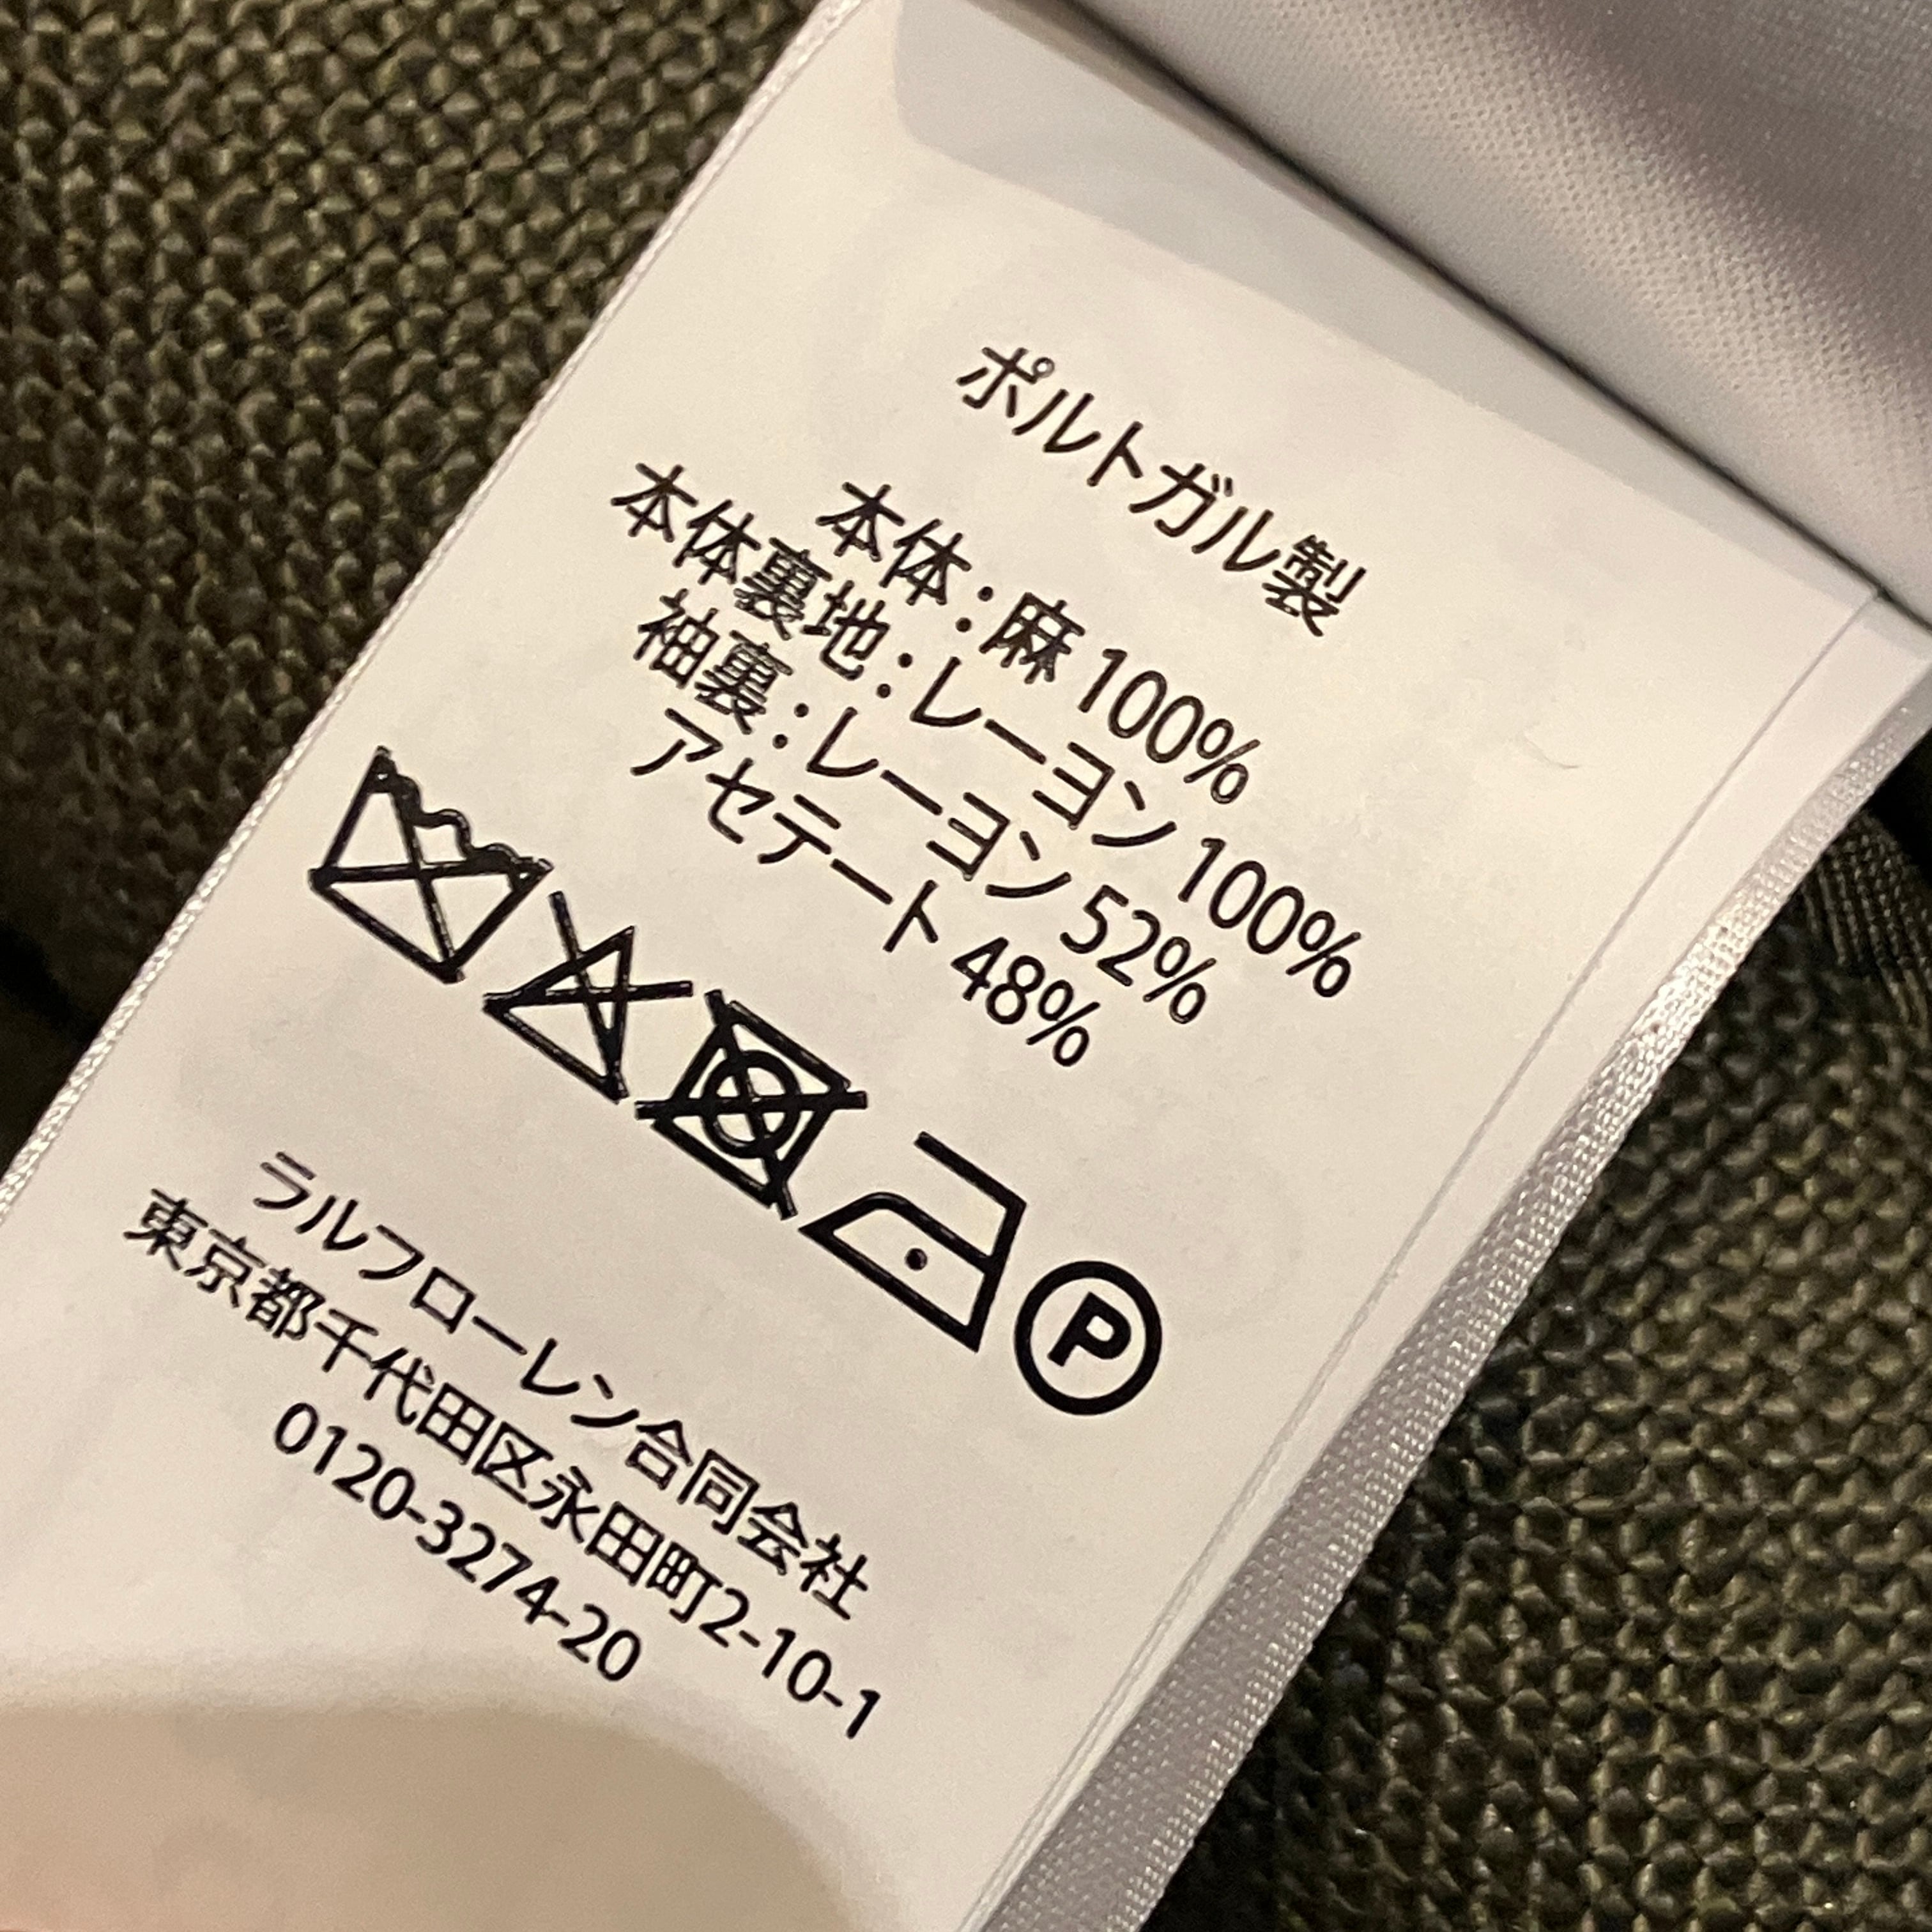 ポルトガル製
本体:麻 100%
本体裏地:レーヨン 100%
袖裏:レーヨン 52%
アセテート 48%
P
ラルフローレン合同会社
東京都千代田区永田町2-10-1
0120-3274-20